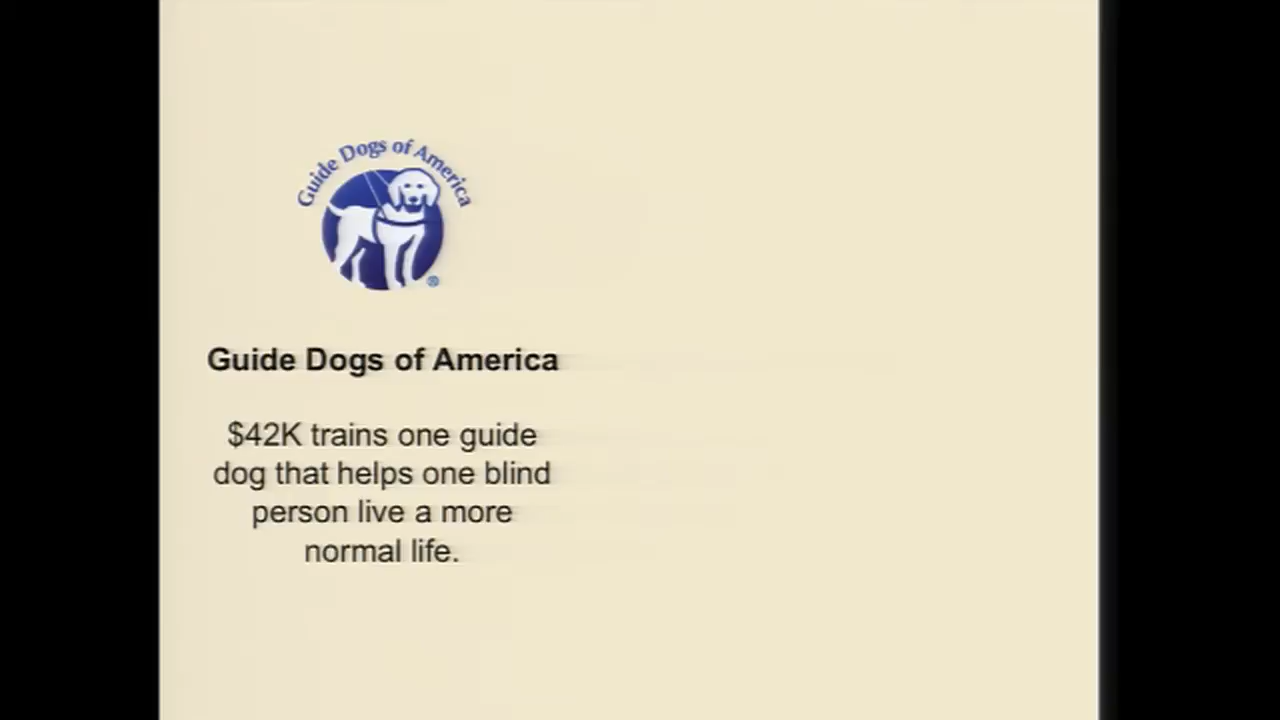 Guide Dogs of America
®
Guide Dogs of America
$42K trains one guide
dog that helps one blind
person live a more
normal life.